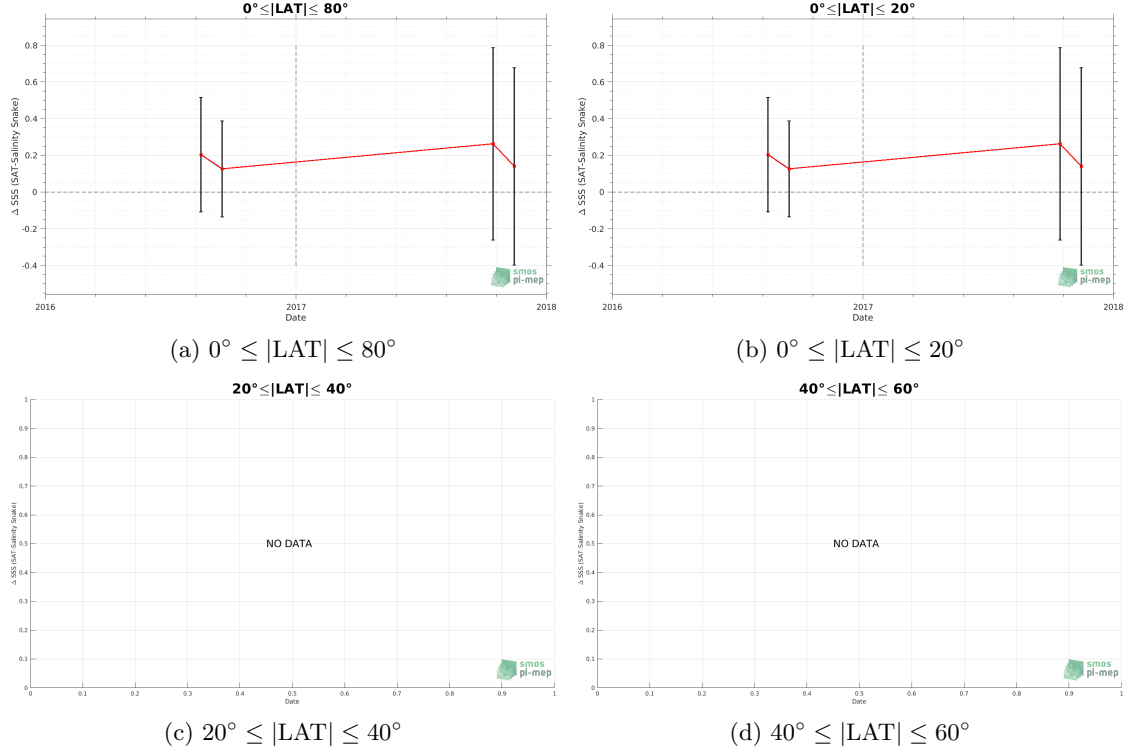 0°≤|LAT|≤ 80°
0.8
0.6
0.4
0.2
0
-0.2
-0.4
Δ SSS (SAT-Salinity Snake)
2016
2017
2018
Date
smos
pi-mep
(a) 0° ≤ |LAT| ≤ 80°
0°≤|LAT|≤ 20°
0.8
0.6
0.4
0.2
0
-0.2
-0.4
Δ SSS (SAT-Salinity Snake)
2016
2017
2018
Date
smos
pi-mep
(b) 0° ≤ |LAT| ≤ 20°
20°≤|LAT|≤ 40°
1
0.9
0.8
0.7
0.6
0.5
0.4
0.3
0.2
0.1
0
Δ SSS (SAT-Salinity Snake)
NO DATA
0 0.1 0.2 0.3 0.4 0.5 0.6 0.7 0.8 0.9 1
Date
smos
pi-mep
(c) 20° ≤ |LAT| ≤ 40°
40°≤|LAT|≤ 60°
1
0.9
0.8
0.7
0.6
0.5
0.4
0.3
0.2
0.1
0
Δ SSS (SAT-Salinity Snake)
NO DATA
0 0.1 0.2 0.3 0.4 0.5 0.6 0.7 0.8 0.9 1
Date
smos
pi-mep
(d) 40° ≤ |LAT| ≤ 60°